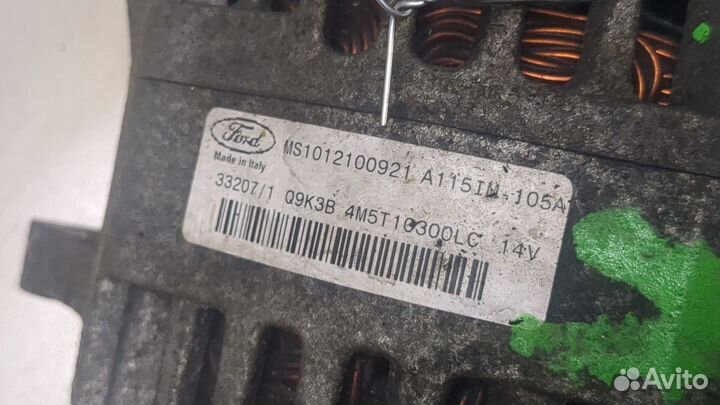 Ford
Made in Italy
MS1012100921 A115IM-105A
33207/1 Q9K3B 4M5T10300LC 14V
Avito